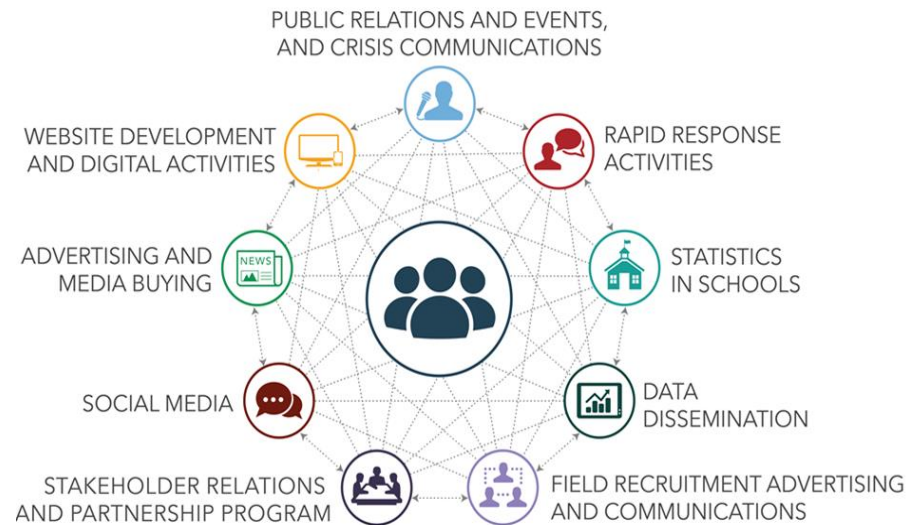 PUBLIC RELATIONS AND EVENTS,
AND CRISIS COMMUNICATIONS
WEBSITE DEVELOPMENT
AND DIGITAL ACTIVITIES
RAPID RESPONSE
ACTIVITIES
ADVERTISING AND
MEDIA BUYING
NEWS
STATISTICS
IN SCHOOLS
SOCIAL MEDIA
DATA
DISSEMINATION
STAKEHOLDER RELATIONS
AND PARTNERSHIP PROGRAM
FIELD RECRUITMENT ADVERTISING
AND COMMUNICATIONS